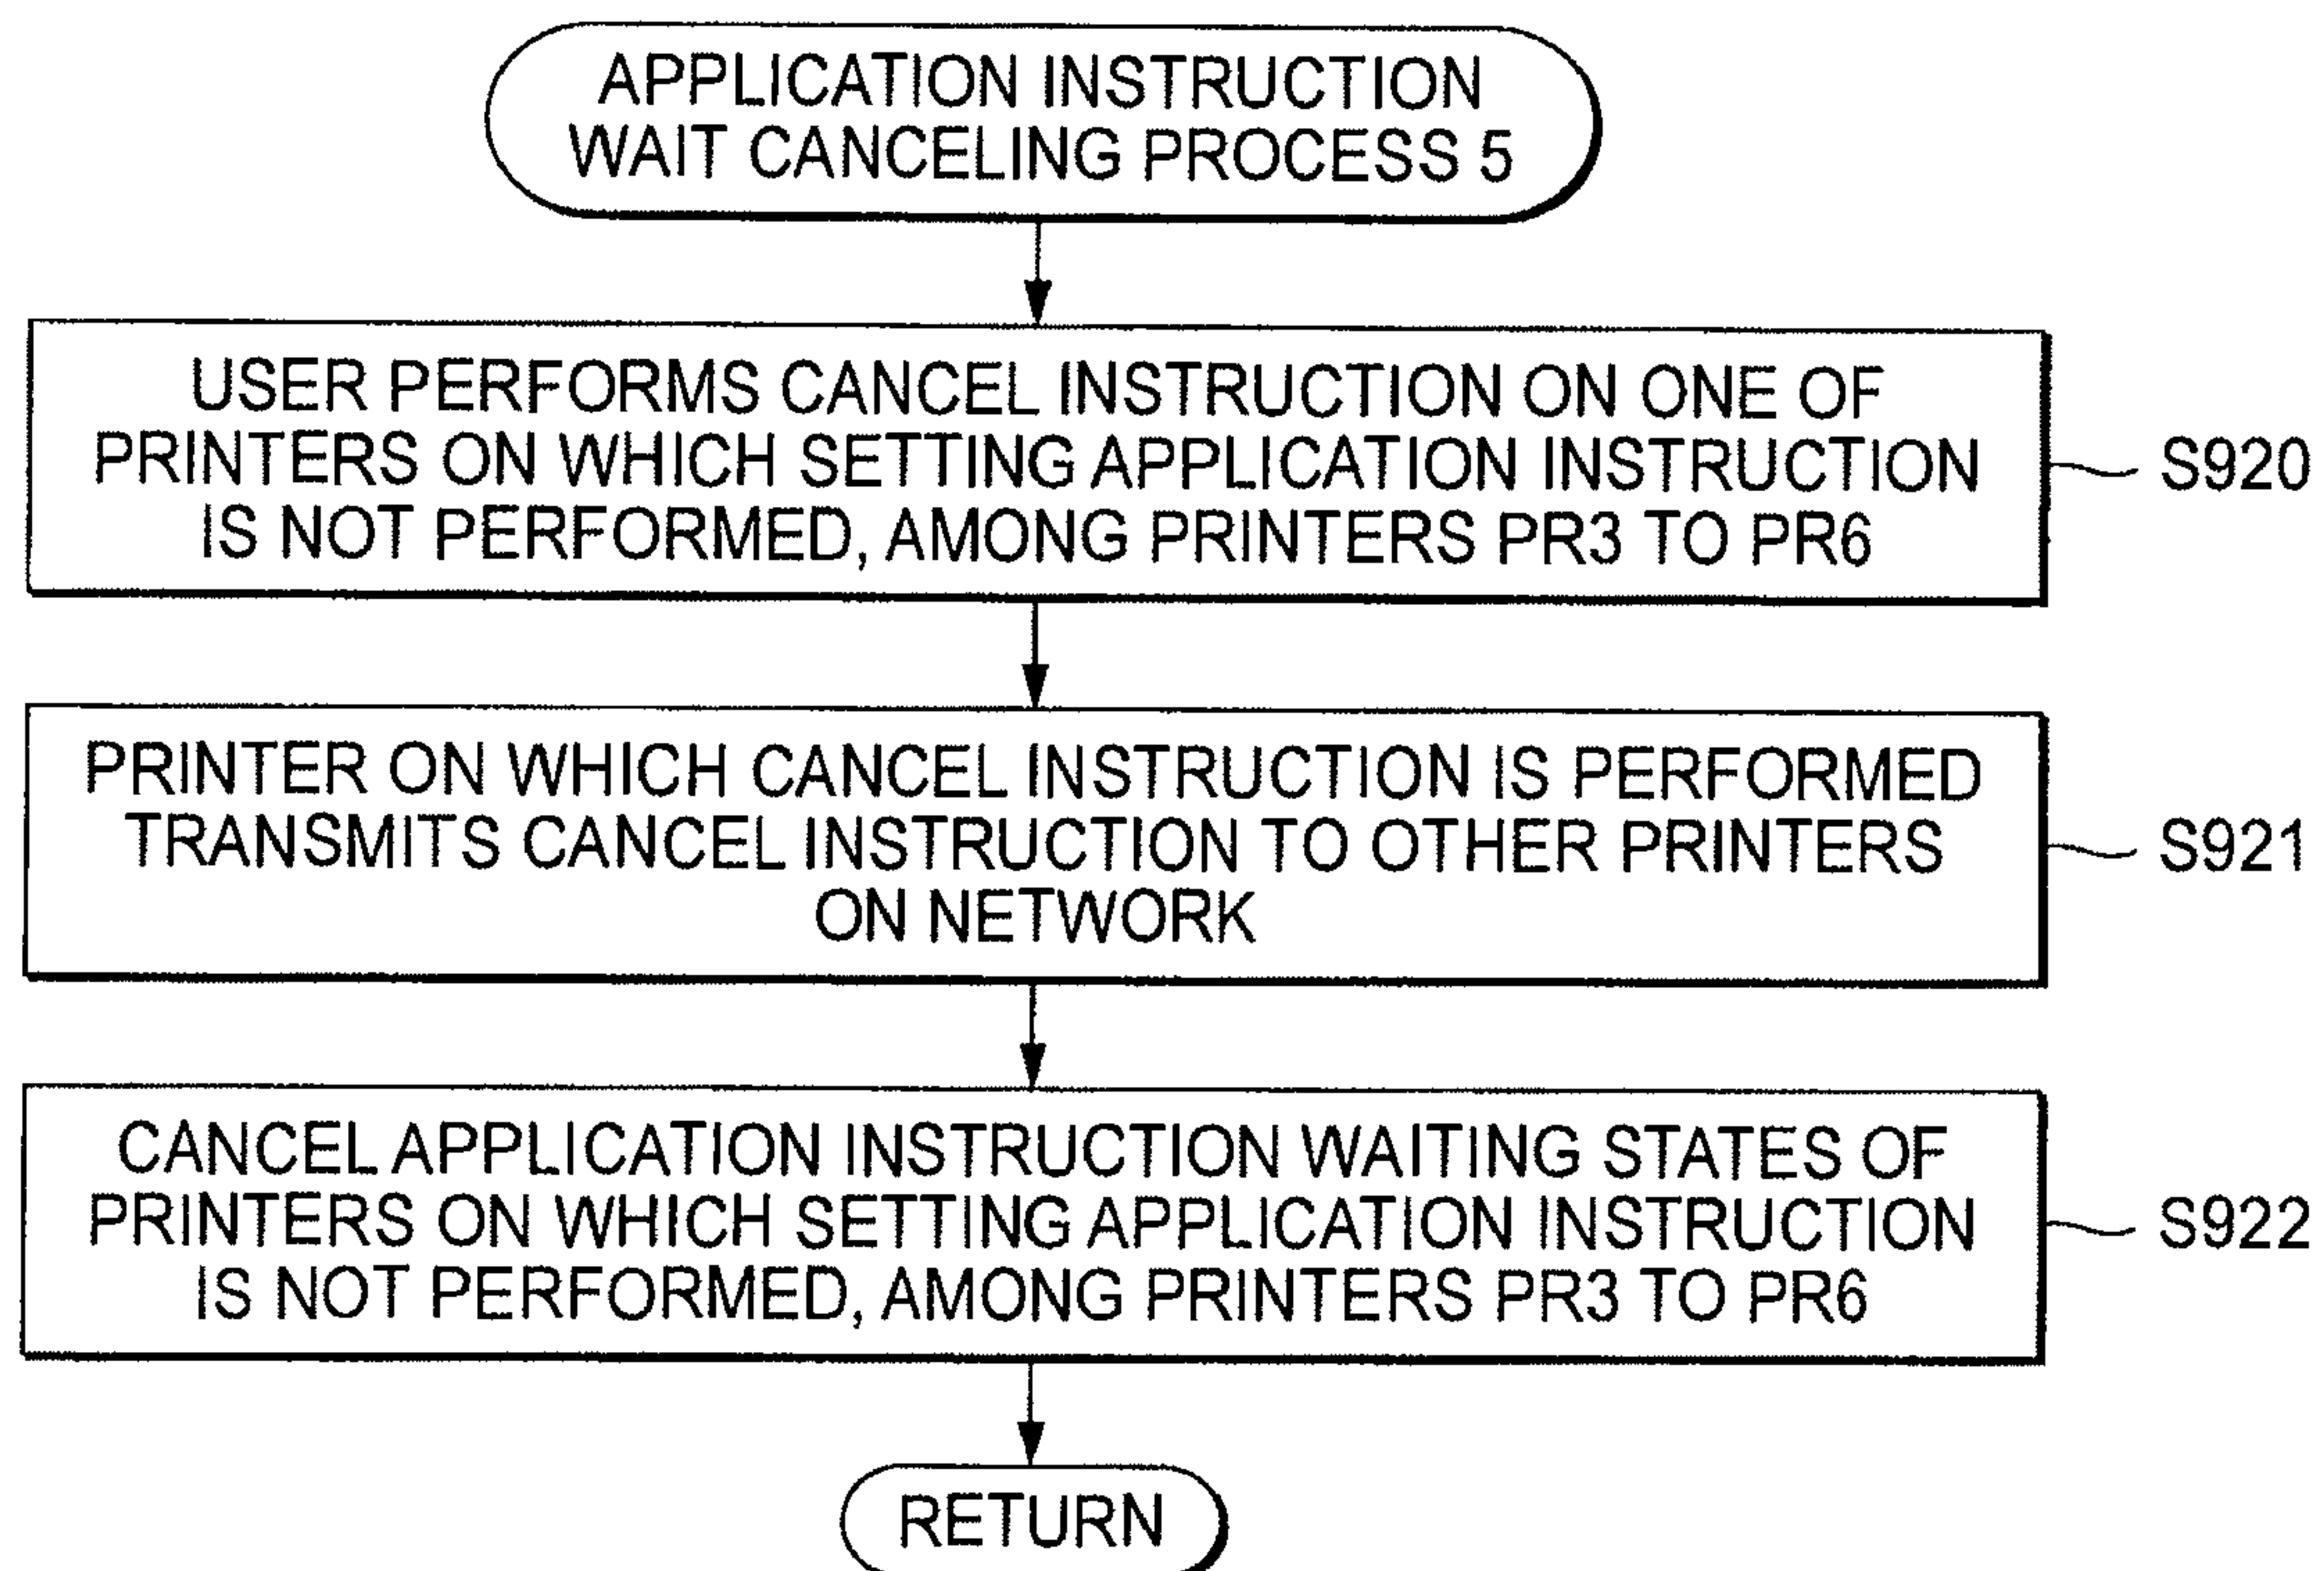 APPLICATION INSTRUCTION
WAIT CANCELING PROCESS 5
USER PERFORMS CANCEL INSTRUCTION ON ONE OF
PRINTERS ON WHICH SETTING APPLICATION INSTRUCTION
IS NOT PERFORMED, AMONG PRINTERS PR3 TO PR6
S920
PRINTER ON WHICH CANCEL INSTRUCTION IS PERFORMED
TRANSMITS CANCEL INSTRUCTION TO OTHER PRINTERS
ON NETWORK
S921
CANCEL APPLICATION INSTRUCTION WAITING STATES OF
PRINTERS ON WHICH SETTING APPLICATION INSTRUCTION
IS NOT PERFORMED, AMONG PRINTERS PR3 TO PR6
S922
RETURN